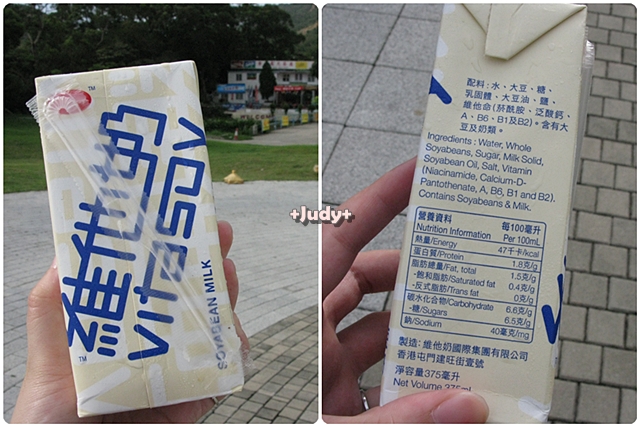 維他奶
VITASOY
SOYABEAN MILK
TM
TM
+Judy+
配料：水、大豆、糖、
乳固體、大豆油、鹽、
維他命(菸酰胺、泛酸鈣、
A、B6、B1及B2)。含有大
豆及奶類。
Ingredients : Water, Whole
Soyabeans, Sugar, Milk Solid,
Soyabean Oil, Salt, Vitamin
(Niacinamide, Calcium-D-
Pantothenate, A, B6, B1 and B2).
Contains Soyabeans & Milk.
營養資料 每100毫升
Nutrition Information Per 100mL
熱量/Energy 47千卡/kcal
蛋白質/Protein 1.8克/g
脂肪總量/Fat, total 1.5克/g
-飽和脂肪/Saturated fat 0.4克/g
-反式脂肪/Trans fat 0克/g
碳水化合物/Carbohydrate 6.6克/g
-糖/Sugars 6.5克/g
鈉/Sodium 40毫克/mg
製造：維他奶國際集團有限公司
香港屯門建旺街壹號
淨容量375毫升
Net Volume 375mL